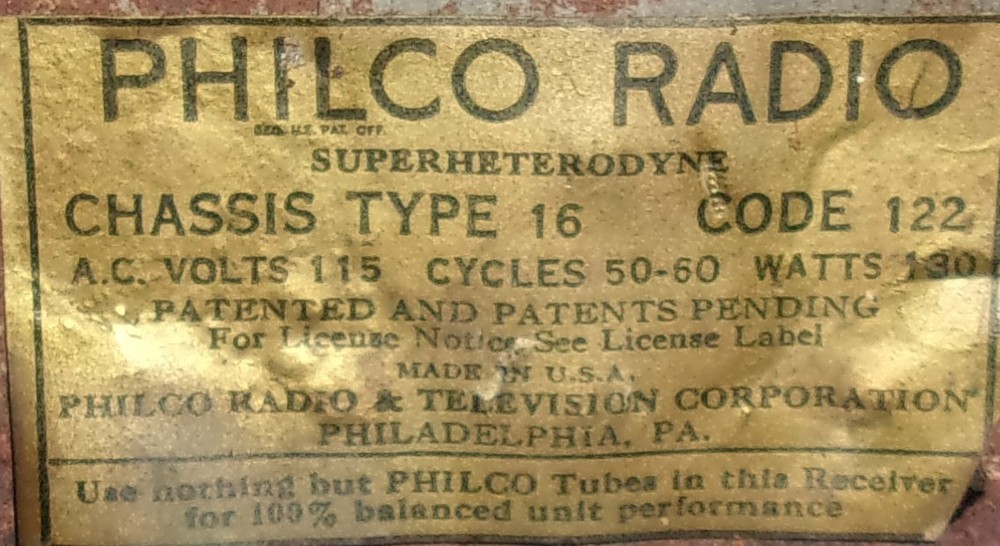 PHILCO RADIO
REG. U.S. PAT. OFF.
SUPERHETERODYNE
CHASSIS TYPE 16 CODE 122
A.C. VOLTS 115 CYCLES 50-60 WATTS
PATENTED AND PATENTS PENDING
For License Notice See License Label
MADE IN U.S.A.
PHILCO RADIO & TELEVISION CORPORATION
PHILADELPHIA, PA.
Use nothing but PHILCO Tubes in this Receiver
for 100% balanced unit performance